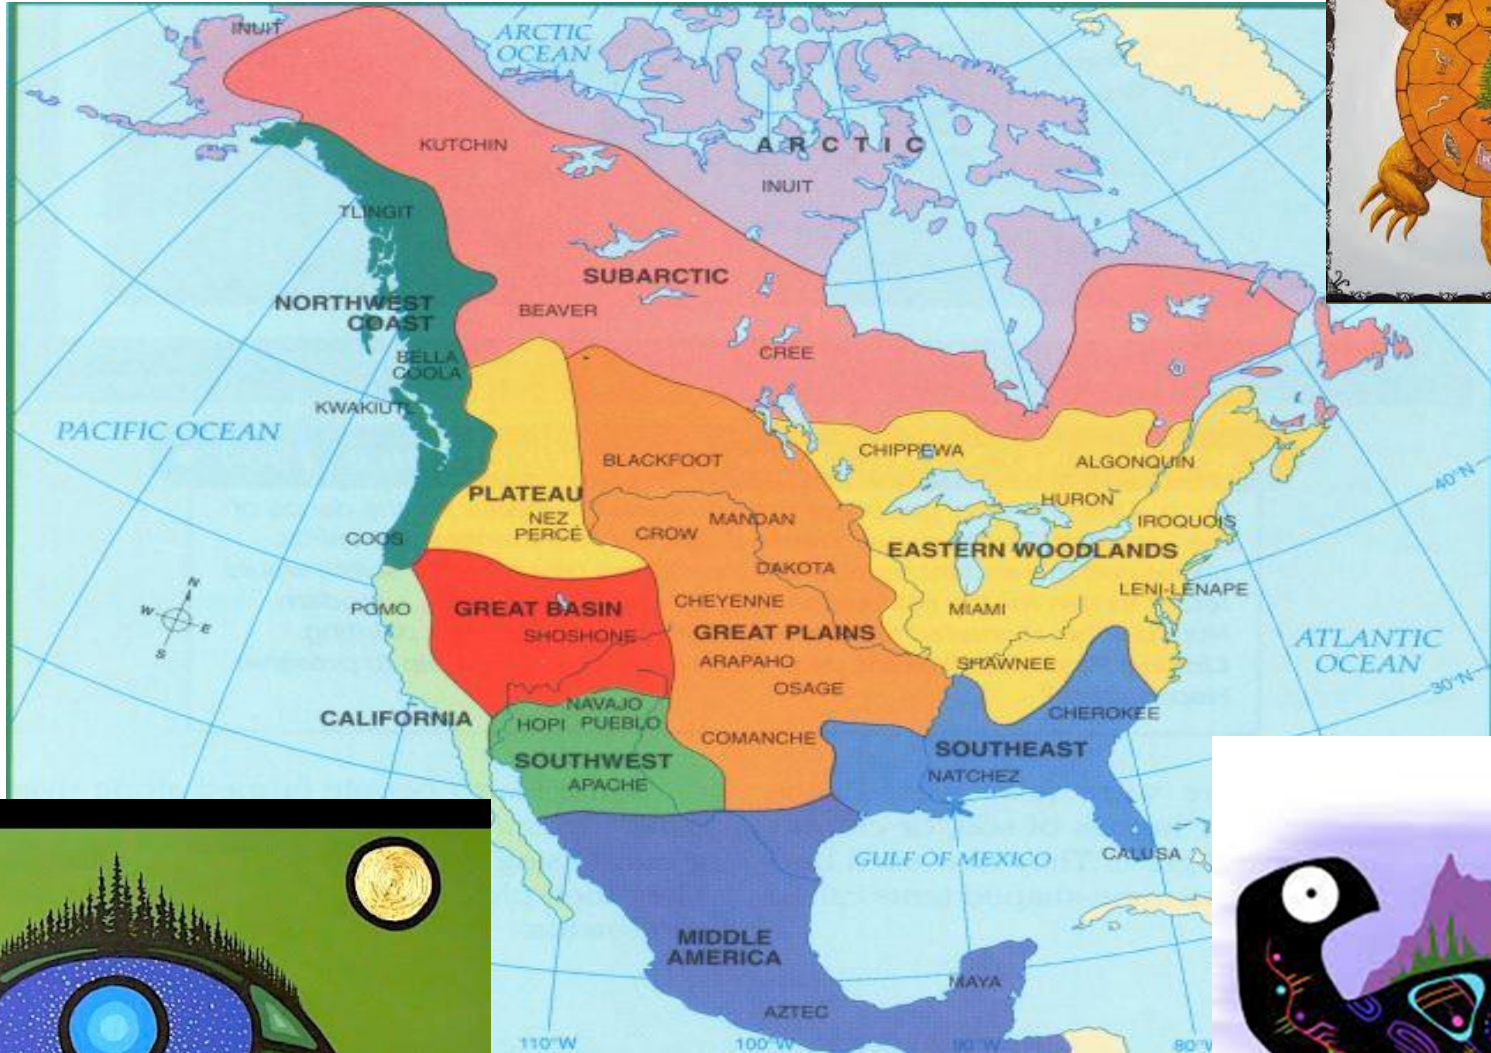 INUIT
ARCTIC
OCEAN
KUTCHIN
ARCTIC
INUIT
TLINGIT
SUBARCTIC
NORTHWEST
COAST
BEAVER
BELLA
COOLA
CREE
KWAKIUTL
PACIFIC OCEAN
BLACKFOOT
CHIPPEWA
ALGONQUIN
40°N
PLATEAU
HURON
NEZ
PERCÉ
MANDAN
CROW
IROQUOIS
COOS
EASTERN WOODLANDS
DAKOTA
N
W
E
S
LENI-LENAPE
POMO
GREAT BASIN
CHEYENNE
MIAMI
SHOSHONE
GREAT PLAINS
ATLANTIC
OCEAN
ARAPAHO
SHAWNEE
OSAGE
30°N
NAVAJO
CALIFORNIA
HOPI
PUEBLO
CHEROKEE
COMANCHE
SOUTHWEST
SOUTHEAST
APACHE
NATCHEZ
GULF OF MEXICO
CALUSA
MIDDLE
AMERICA
MAYA
AZTEC
110°W
100°W
90°W
80°W